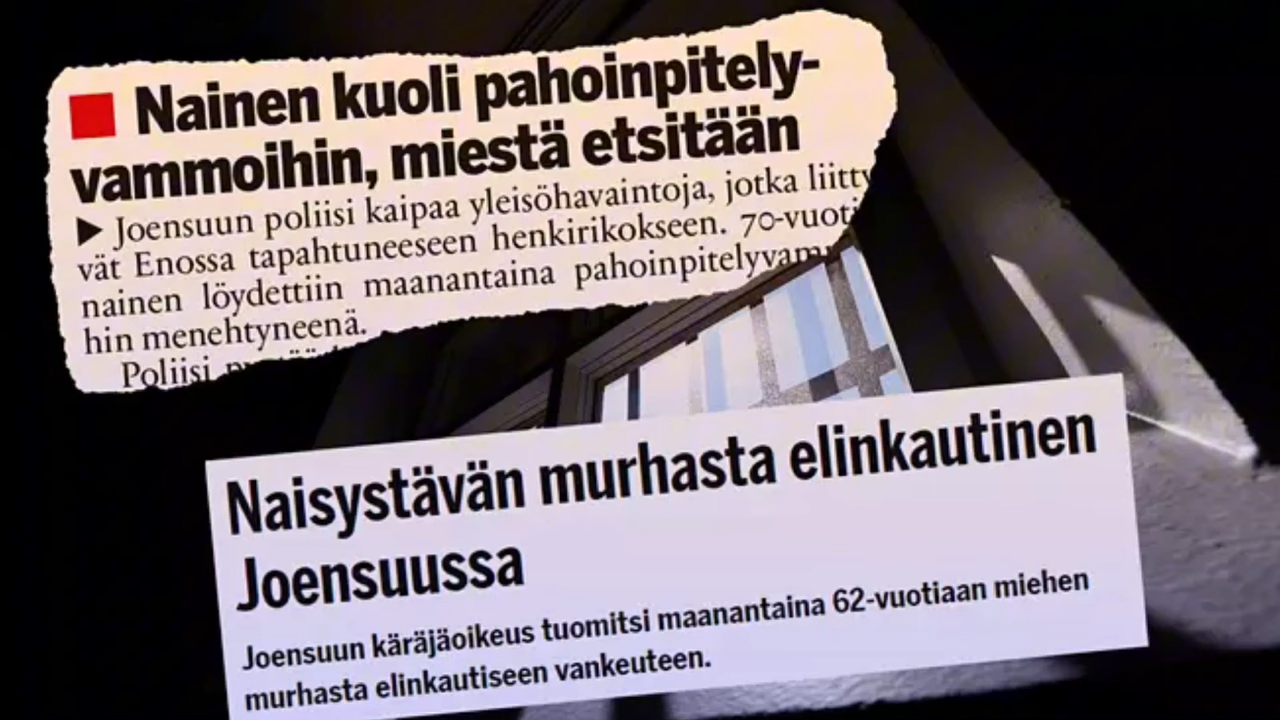 Nainen kuoli pahoinpitely-
vammoihin, miestä etsitään
Joensuun poliisi kaipaa yleisöhavaintoja, jotka liitty
vät Enossa tapahtuneeseen henkirikokseen. 70-vuoti
nainen löydettiin maanantaina pahoinpitelyvam
hin menehtyneenä.
Poliisi
Naisystävän murhasta elinkautinen
Joensuussa
Joensuun käräjäoikeus tuomitsi maanantaina 62-vuotiaan miehen
murhasta elinkautiseen vankeuteen.